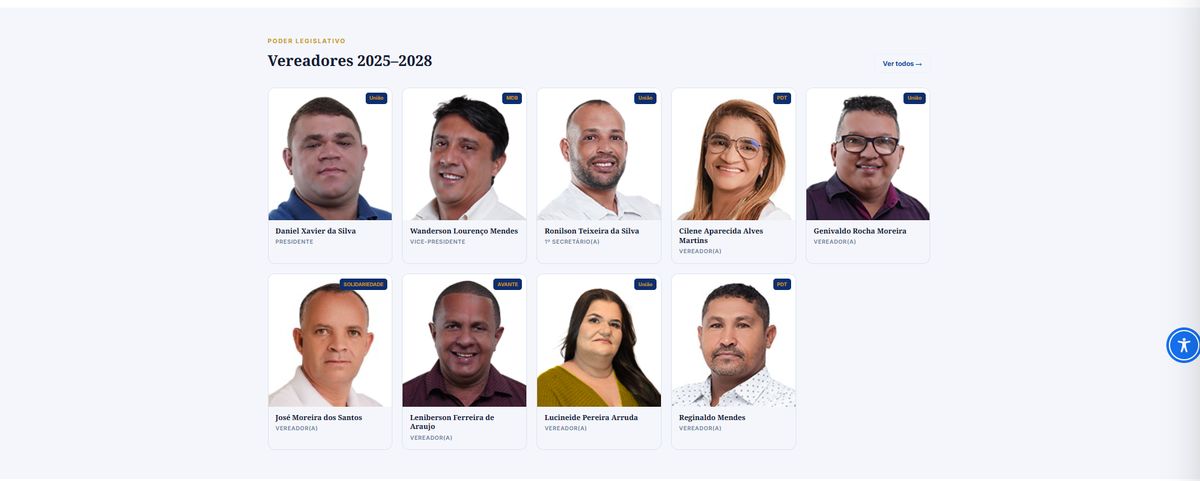 PODER LEGISLATIVO
Vereadores 2025–2028
Ver todos →
União
Daniel Xavier da Silva
PRESIDENTE
MDB
Wanderson Lourenço Mendes
VICE-PRESIDENTE
União
Ronilson Teixeira da Silva
1º SECRETÁRIO(A)
PDT
Cilene Aparecida Alves
Martins
VEREADOR(A)
União
Genivaldo Rocha Moreira
VEREADOR(A)
SOLIDARIEDADE
José Moreira dos Santos
VEREADOR(A)
AVANTE
Leniberson Ferreira de
Araujo
VEREADOR(A)
União
Lucineide Pereira Arruda
VEREADOR(A)
PDT
Reginaldo Mendes
VEREADOR(A)